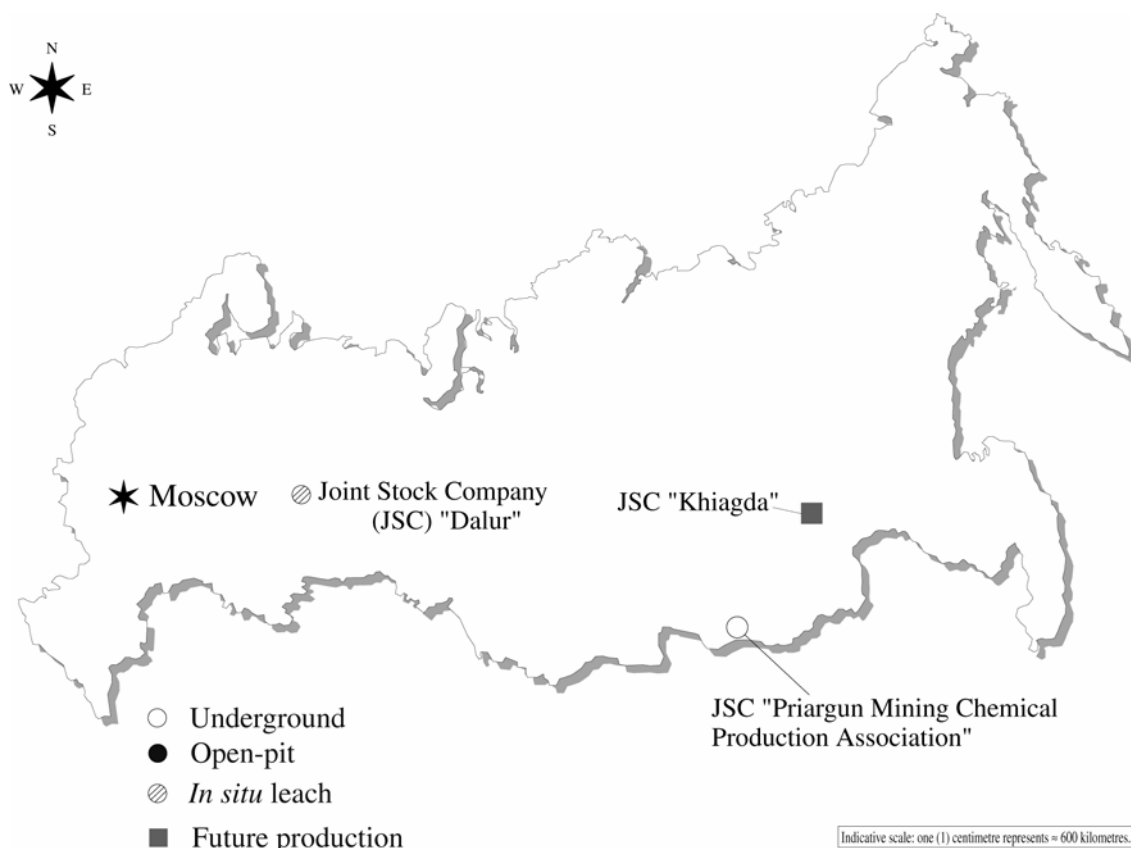 N
W E
S
Moscow
Joint Stock Company
(JSC) "Dalur"
JSC "Khiagda"
JSC "Priargun Mining Chemical
Production Association"
Underground
Open-pit
In situ leach
Future production
Indicative scale: one (1) centimetre represents ≈ 600 kilometres.